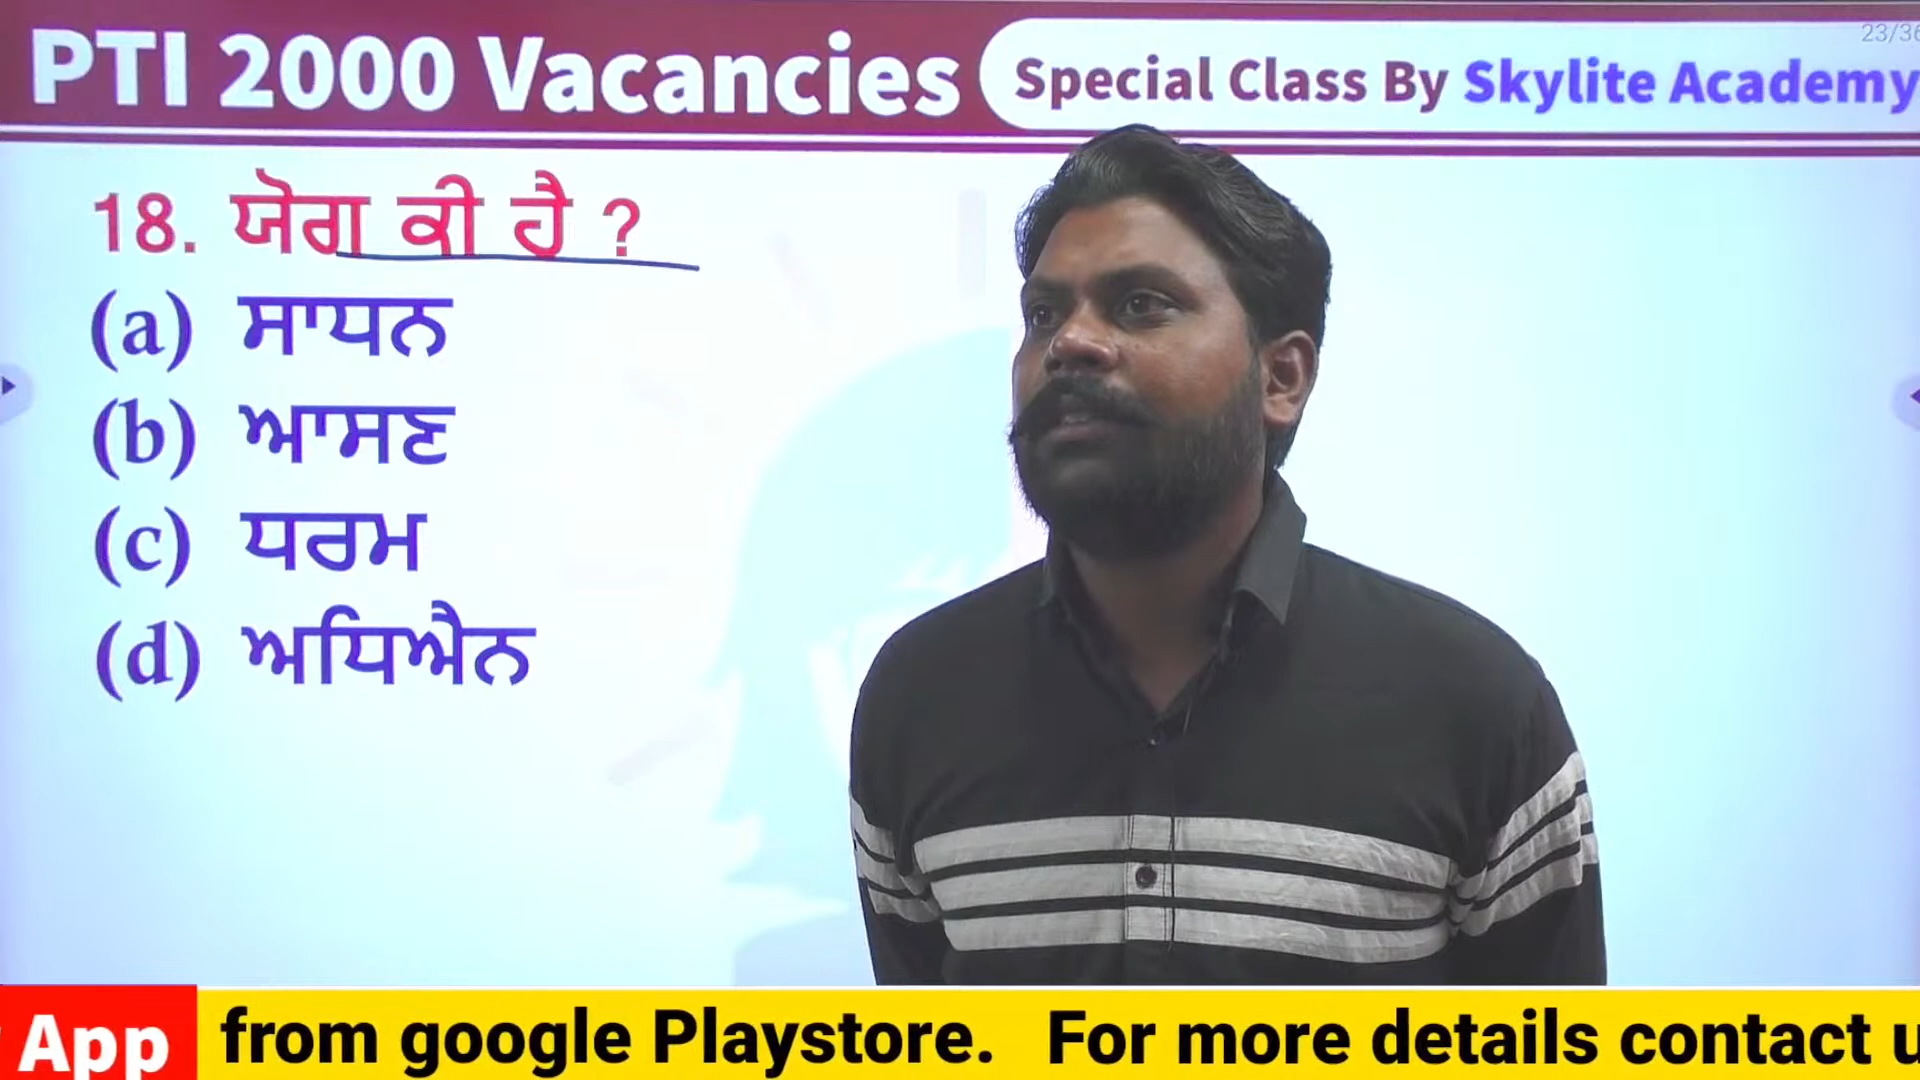 PTI 2000 Vacancies
Special Class By Skylite Academy
23/36
18. ਯੋਗ ਕੀ ਹੈ ?
(a) ਸਾਧਨ
(b) ਆਸਣ
(c) ਧਰਮ
(d) ਅਧਿਐਨ
App from google Playstore. For more details contact u